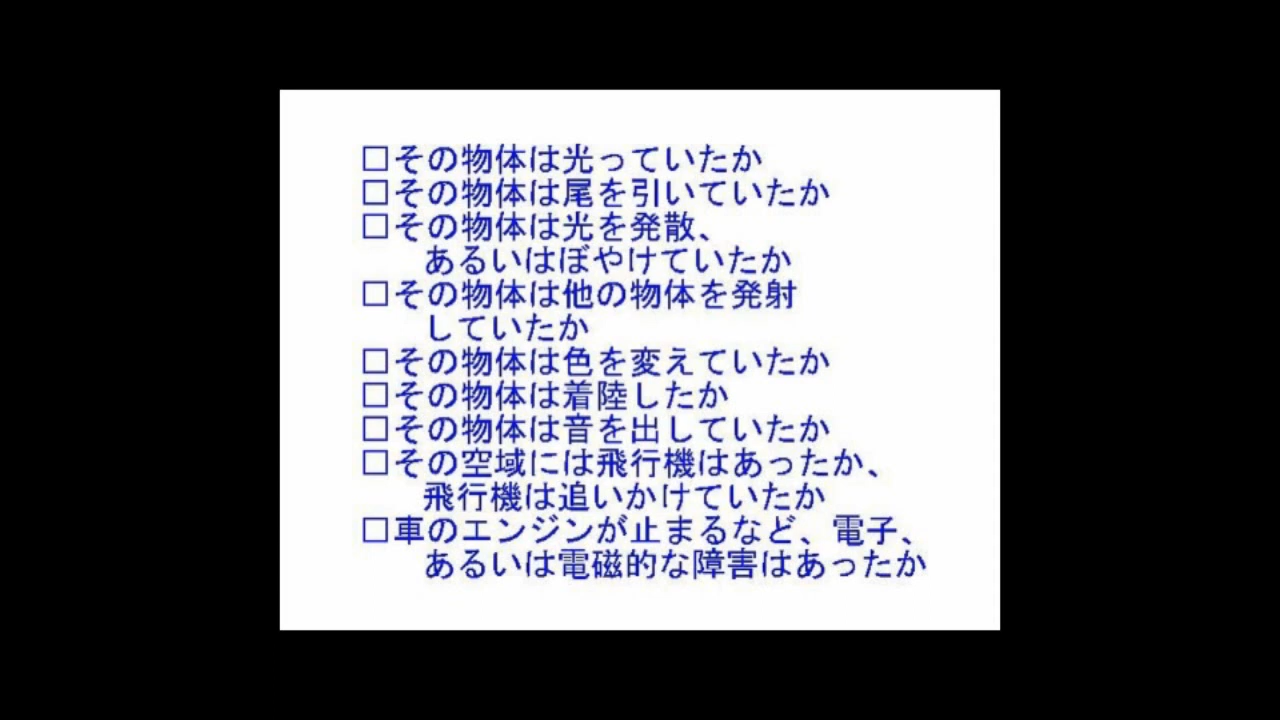 □その物体は光っていたか
□その物体は尾を引いていたか
□その物体は光を発散、
あるいはぼやけていたか
□その物体は他の物体を発射
していたか
□その物体は色を変えていたか
□その物体は着陸したか
□その物体は音を出していたか
□その空域には飛行機はあったか、
飛行機は追いかけていたか
□車のエンジンが止まるなど、電子、
あるいは電磁的な障害はあったか